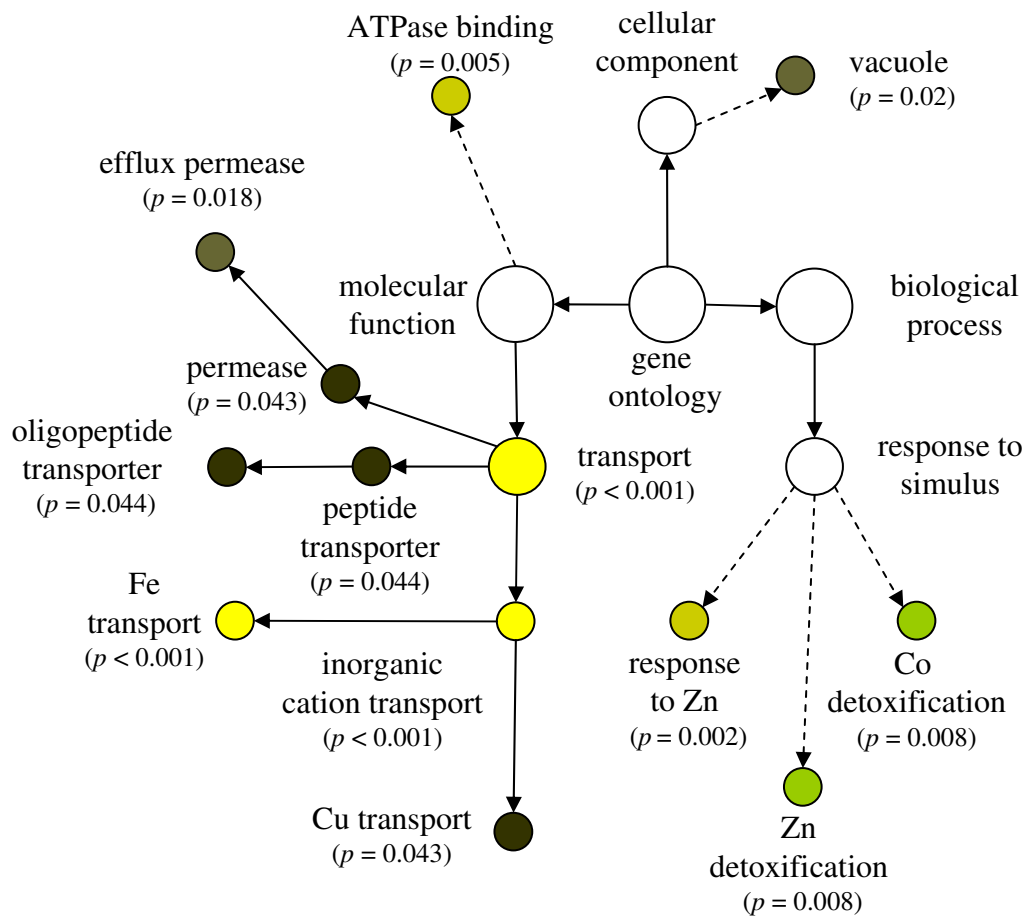 ATPase binding
(p = 0.005)
cellular
component
vacuole
(p = 0.02)
efflux permease
(p = 0.018)
molecular
function
gene
ontology
biological
process
permease
(p = 0.043)
oligopeptide
transporter
(p = 0.044)
peptide
transporter
(p = 0.044)
transport
(p < 0.001)
response to
simulus
Fe
transport
(p < 0.001)
inorganic
cation transport
(p < 0.001)
response
to Zn
(p = 0.002)
Co
detoxification
(p = 0.008)
Cu transport
(p = 0.043)
Zn
detoxification
(p = 0.008)